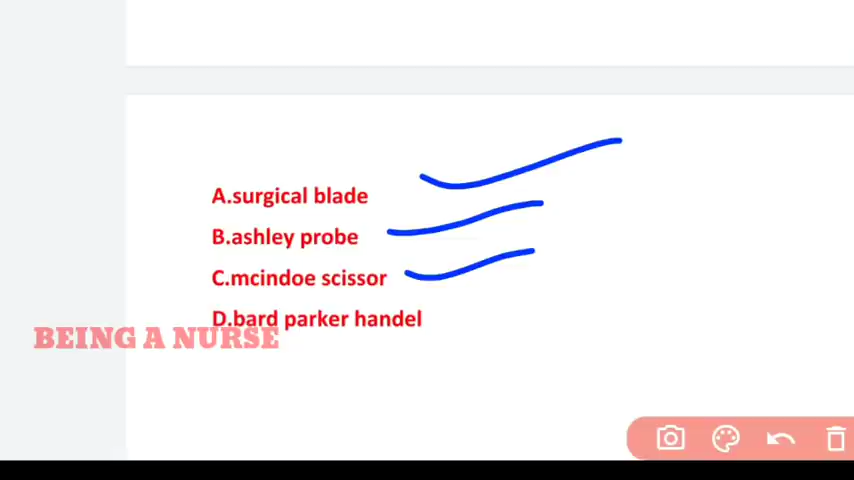 A.surgical blade
B.ashley probe
C.mcindoe scissor
D.bard parker handel
BEING A NURSE